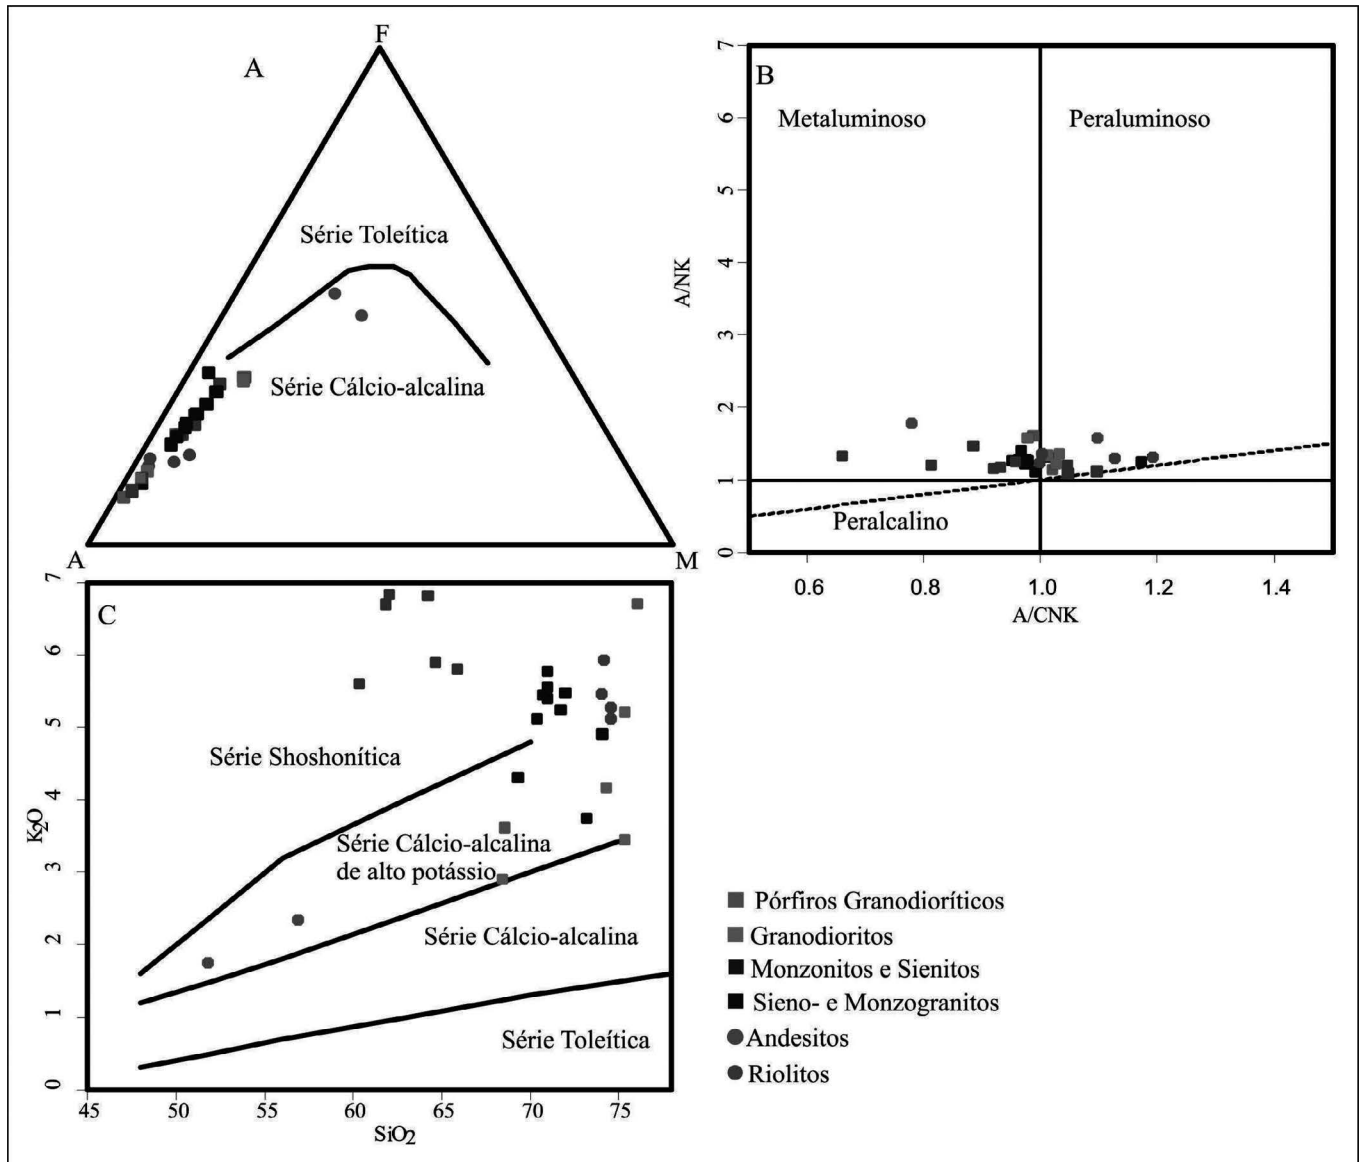 A
F
Série Toleítica
Série Cálcio-alcalina
A
M
B
Metaluminoso
Peraluminoso
Peralcalino
A/NK
7
6
5
4
3
2
1
0
0.6 0.8 1.0 1.2 1.4
A/CNK
C
Série Shoshonítica
Série Cálcio-alcalina
de alto potássio
Série Cálcio-alcalina
Série Toleítica
K₂O
7
6
5
4
3
2
1
0
45 50 55 60 65 70 75
SiO₂
Pórfiros Granodioríticos
Granodioritos
Monzonitos e Sienitos
Sieno- e Monzogranitos
Andesitos
Riolitos